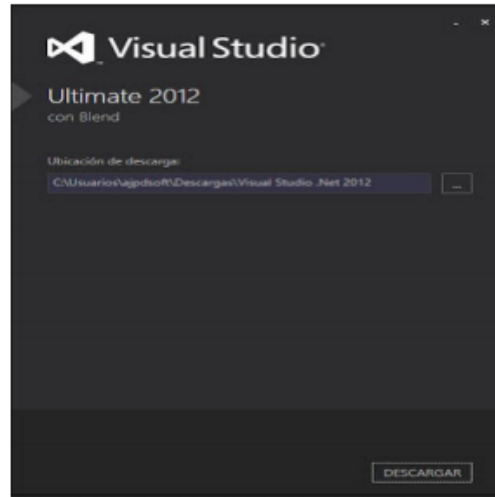 Visual Studio
Ultimate 2012
con Blend
Ubicación de descarga:
C:\Usuarios\ajpdsoft\Descargas\Visual Studio .Net 2012
...
DESCARGAR